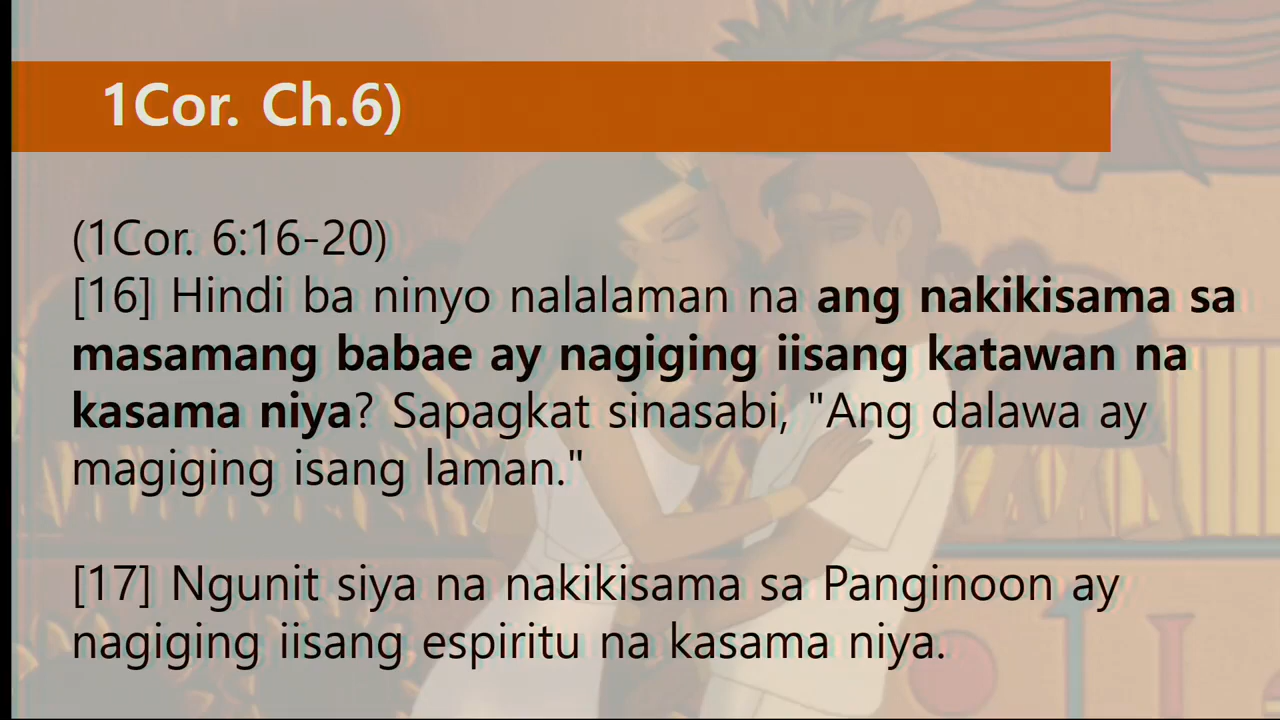 1Cor. Ch.6)
(1Cor. 6:16-20)
[16] Hindi ba ninyo nalalaman na ang nakikisama sa
masamang babae ay nagiging iisang katawan na
kasama niya? Sapagkat sinasabi, "Ang dalawa ay
magiging isang laman."
[17] Ngunit siya na nakikisama sa Panginoon ay
nagiging iisang espiritu na kasama niya.